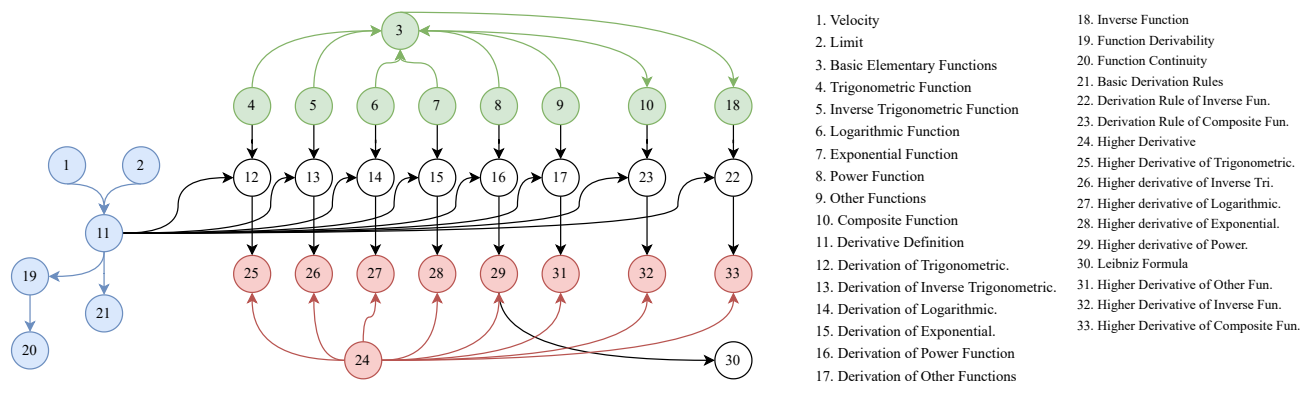 3
4
5
6
7
8
9
10
18
1
2
12
13
14
15
16
17
23
22
11
19
25
26
27
28
29
31
32
33
21
20
24
30
1. Velocity
2. Limit
3. Basic Elementary Functions
4. Trigonometric Function
5. Inverse Trigonometric Function
6. Logarithmic Function
7. Exponential Function
8. Power Function
9. Other Functions
10. Composite Function
11. Derivative Definition
12. Derivation of Trigonometric.
13. Derivation of Inverse Trigonometric.
14. Derivation of Logarithmic.
15. Derivation of Exponential.
16. Derivation of Power Function
17. Derivation of Other Functions
18. Inverse Function
19. Function Derivability
20. Function Continuity
21. Basic Derivation Rules
22. Derivation Rule of Inverse Fun.
23. Derivation Rule of Composite Fun.
24. Higher Derivative
25. Higher Derivative of Trigonometric.
26. Higher derivative of Inverse Tri.
27. Higher derivative of Logarithmic.
28. Higher derivative of Exponential.
29. Higher derivative of Power.
30. Leibniz Formula
31. Higher Derivative of Other Fun.
32. Higher Derivative of Inverse Fun.
33. Higher Derivative of Composite Fun.